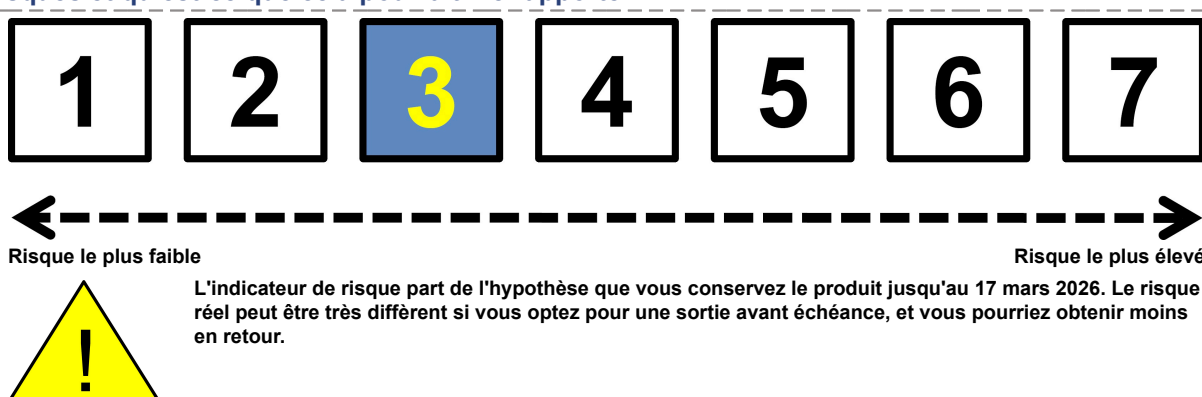 1 2 3 4 5 6 7
Risque le plus faible Risque le plus élevé
L'indicateur de risque part de l'hypothèse que vous conservez le produit jusqu'au 17 mars 2026. Le risque
réel peut être très diffèrent si vous optez pour une sortie avant échéance, et vous pourriez obtenir moins
en retour.
!